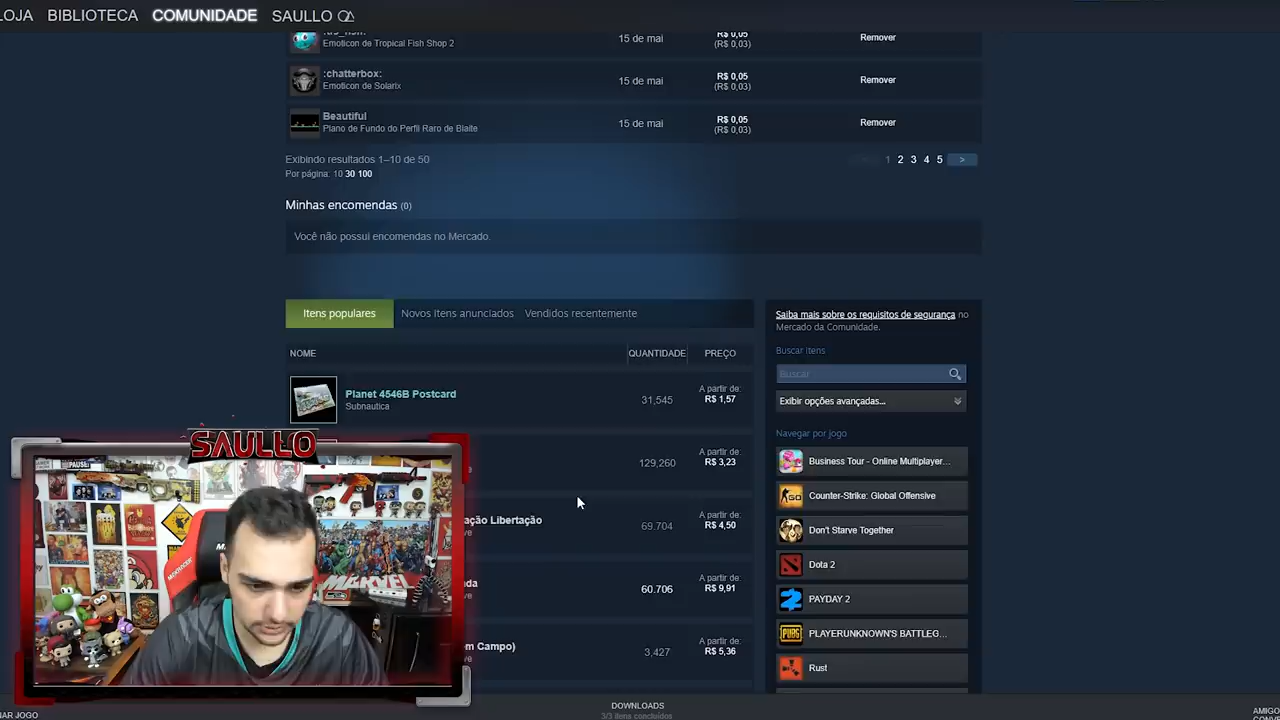 LOJA BIBLIOTECA COMUNIDADE SAULLO
Emoticon de Tropical Fish Shop 2
15 de mai
R$ 0,05
(R$ 0,03)
Remover
:chatterbox:
Emoticon de Solarix
15 de mai
R$ 0,05
(R$ 0,03)
Remover
Beautiful
Plano de Fundo do Perfil Raro de Blaite
15 de mai
R$ 0,05
(R$ 0,03)
Remover
Exibindo resultados 1–10 de 50
1 2 3 4 5 >
Por página: 10 30 100
Minhas encomendas (0)
Você não possui encomendas no Mercado.
Itens populares Novos itens anunciados Vendidos recentemente
NOME QUANTIDADE PREÇO
Planet 4546B Postcard
Subnautica
31,545
A partir de:
R$ 1,57
129,260
A partir de:
R$ 3,23
ação Libertação
69.704
A partir de:
R$ 4,50
60.706
A partir de:
R$ 9,91
m Campo)
3,427
A partir de:
R$ 5,36
Saiba mais sobre os requisitos de segurança no
Mercado da Comunidade.
Buscar itens
Buscar
Exibir opções avançadas...
Navegar por jogo
Business Tour - Online Multiplayer...
Counter-Strike: Global Offensive
Don't Starve Together
Dota 2
PAYDAY 2
PLAYERUNKNOWN'S BATTLEG...
Rust
SAULLO
MARVEL
DOWNLOADS
3/3 itens concluídos
NAR JOGO
AMIGO